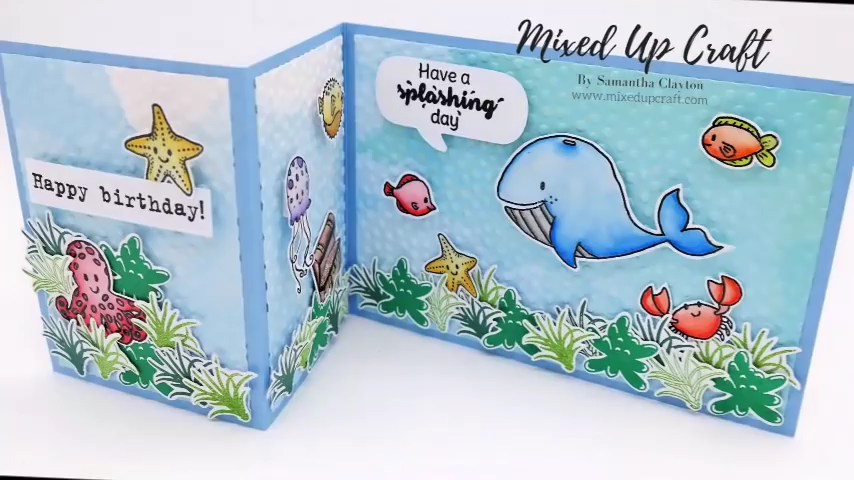 Mixed Up Craft
By Samantha Clayton
www.mixedupcraft.com
Have a
splashing
day
Happy birthday!